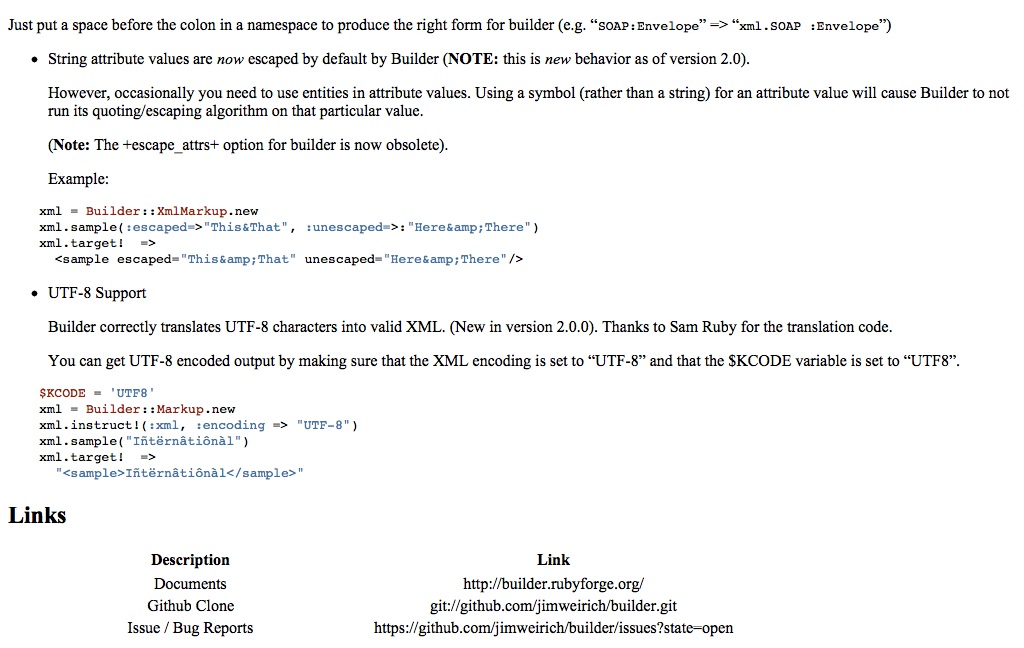 Just put a space before the colon in a namespace to produce the right form for builder (e.g. “SOAP:Envelope” => “xml.SOAP :Envelope”)
• String attribute values are now escaped by default by Builder (NOTE: this is new behavior as of version 2.0).
However, occasionally you need to use entities in attribute values. Using a symbol (rather than a string) for an attribute value will cause Builder to not
run its quoting/escaping algorithm on that particular value.
(Note: The +escape_attrs+ option for builder is now obsolete).
Example:
xml = Builder::XmlMarkup.new
xml.sample(:escaped=>"This&That", :unescaped=>:"Here&amp;There")
xml.target!  =>
  <sample escaped="This&amp;That" unescaped="Here&amp;There"/>
• UTF-8 Support
Builder correctly translates UTF-8 characters into valid XML. (New in version 2.0.0). Thanks to Sam Ruby for the translation code.
You can get UTF-8 encoded output by making sure that the XML encoding is set to “UTF-8” and that the $KCODE variable is set to “UTF8”.
$KCODE = 'UTF8'
xml = Builder::Markup.new
xml.instruct!(:xml, :encoding => "UTF-8")
xml.sample("Iñtërnâtiônàl")
xml.target!  =>
  "<sample>Iñtërnâtiônàl</sample>"
Links
Description Link
Documents http://builder.rubyforge.org/
Github Clone git://github.com/jimweirich/builder.git
Issue / Bug Reports https://github.com/jimweirich/builder/issues?state=open